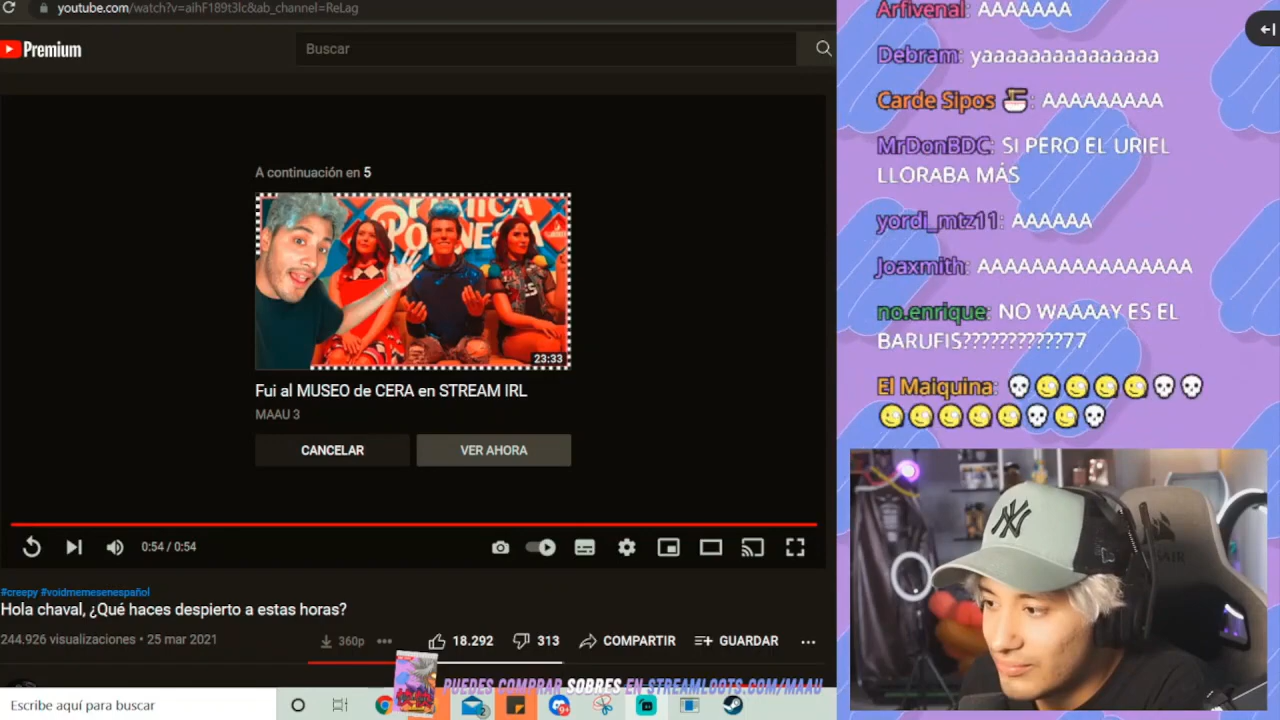 youtube.com/watch?v=aihF189t3lc&ab_channel=ReLag
Premium
Buscar
A continuación en 5
23:33
Fui al MUSEO de CERA en STREAM IRL
MAAU 3
CANCELAR
VER AHORA
0:54 / 0:54
#creepy #voidmemesenespañol
Hola chaval, ¿Qué haces despierto a estas horas?
244.926 visualizaciones • 25 mar 2021
360p
18.292
313
COMPARTIR
GUARDAR
PUEDES COMPRAR SOBRES EN STREAMLOOTS.COM/MAAU
Escribe aquí para buscar
Arfivenal: AAAAAAA
Debram: yaaaaaaaaaaaaaaa
Carde Sipos 🍜: AAAAAAAAA
MrDonBDC: SI PERO EL URIEL
LLORABA MÁS
yordi_mtz11: AAAAAA
Joaxmith: AAAAAAAAAAAAAAAA
no.enrique: NO WAAAAY ES EL
BARUFIS???????????77
El Maiquina:
NY